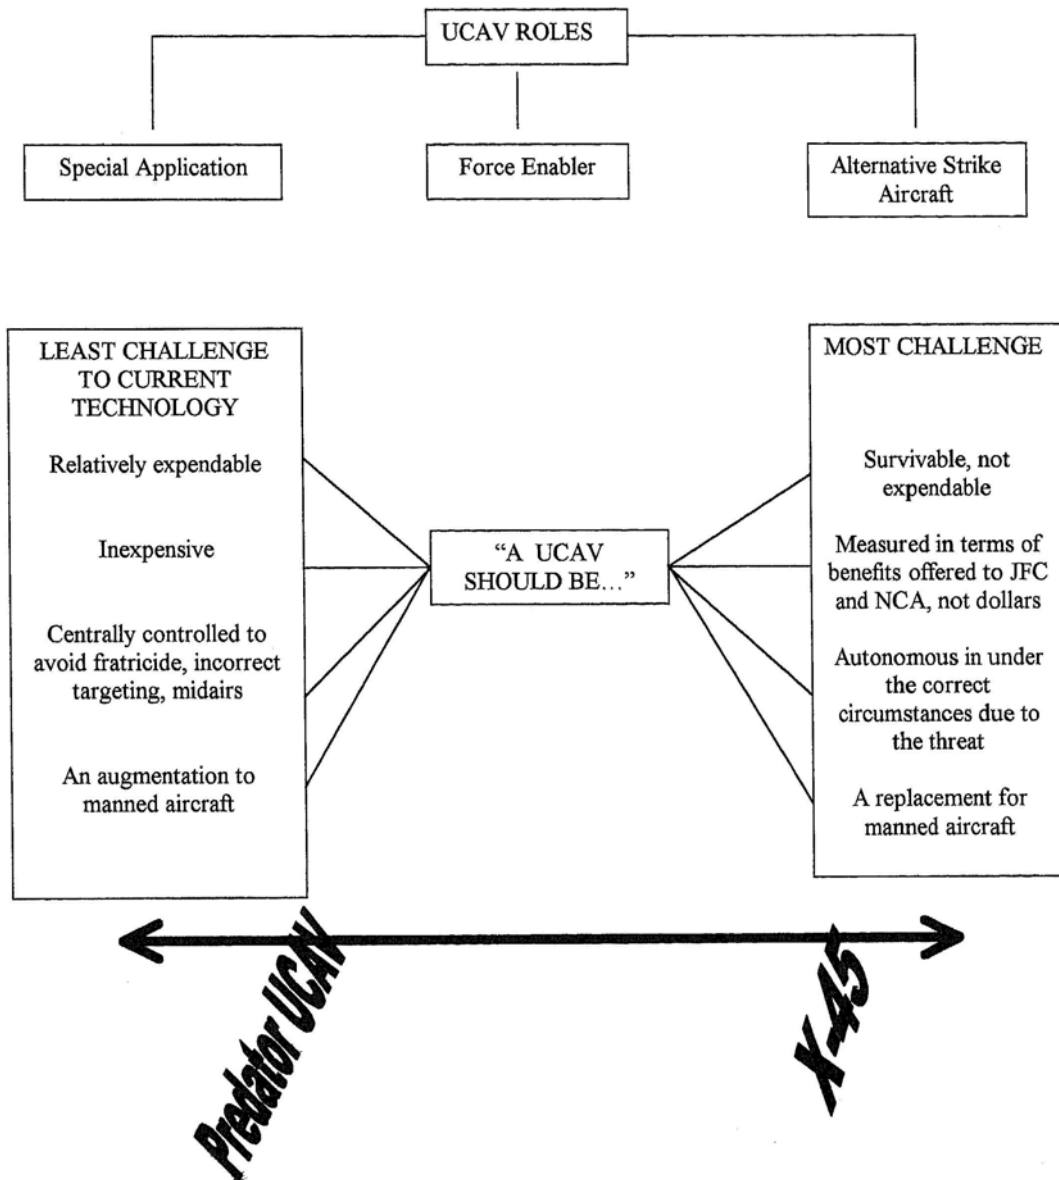 UCAV ROLES
Special Application
Force Enabler
Alternative Strike
Aircraft
LEAST CHALLENGE
TO CURRENT
TECHNOLOGY
Relatively expendable
Inexpensive
Centrally controlled to
avoid fratricide, incorrect
targeting, midairs
An augmentation to
manned aircraft
“A UCAV
SHOULD BE…”
MOST CHALLENGE
Survivable, not
expendable
Measured in terms of
benefits offered to JFC
and NCA, not dollars
Autonomous in under
the correct
circumstances due to
the threat
A replacement for
manned aircraft
Predator UCAV
X-45